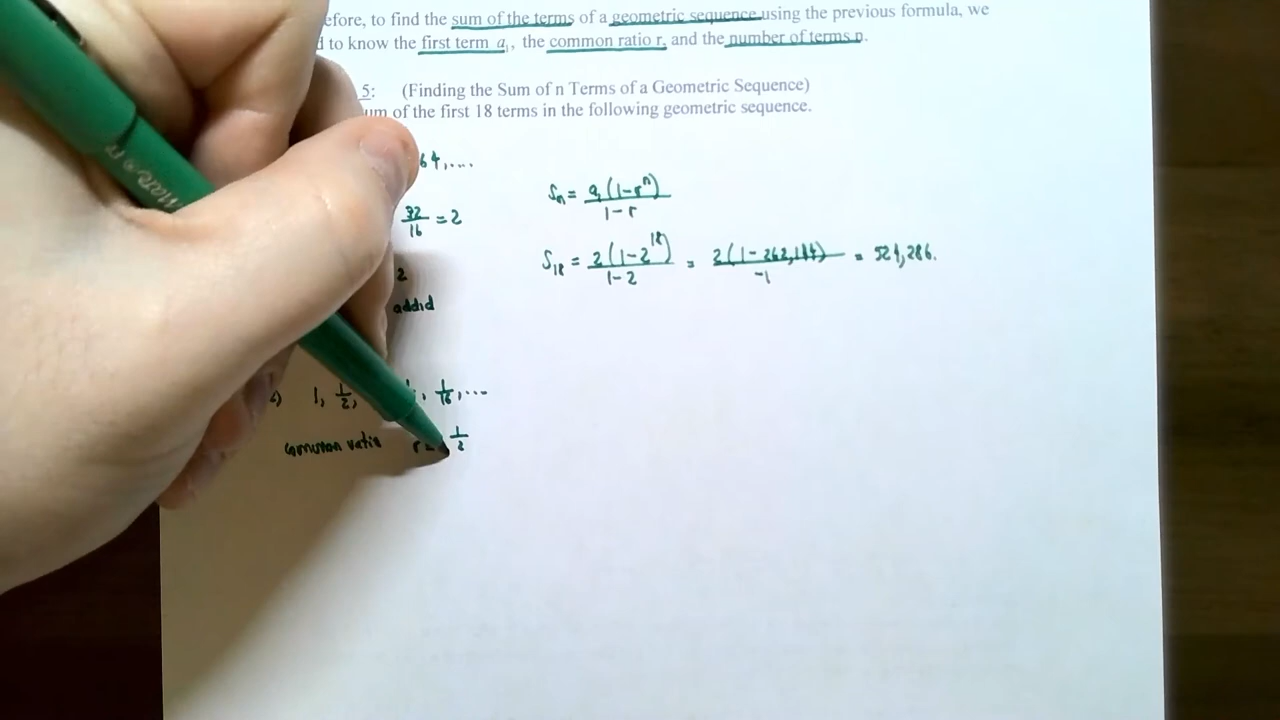 efore, to find the sum of the terms of a geometric sequence using the previous formula, we
d to know the first term a₁, the common ratio r, and the number of terms n.
5: (Finding the Sum of n Terms of a Geometric Sequence)
um of the first 18 terms in the following geometric sequence.
64,....
Sₙ = a₁(1-rⁿ)/1-r
32/16 = 2
S₁₈ = 2(1-2¹⁸)/1-2 = 2(1-262,144)/-1 = 524,286.
2
added
2) 1, 1/2, , 1/16,...
common ratio r = 1/2